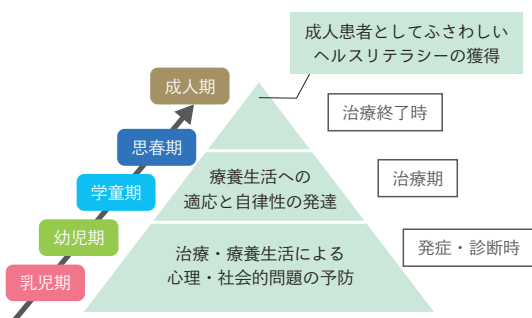 成人患者としてふさわしい
ヘルスリテラシーの獲得
成人期
治療終了時
思春期
療養生活への
適応と自律性の発達
治療期
学童期
幼児期
治療・療養生活による
心理・社会的問題の予防
発症・診断時
乳児期